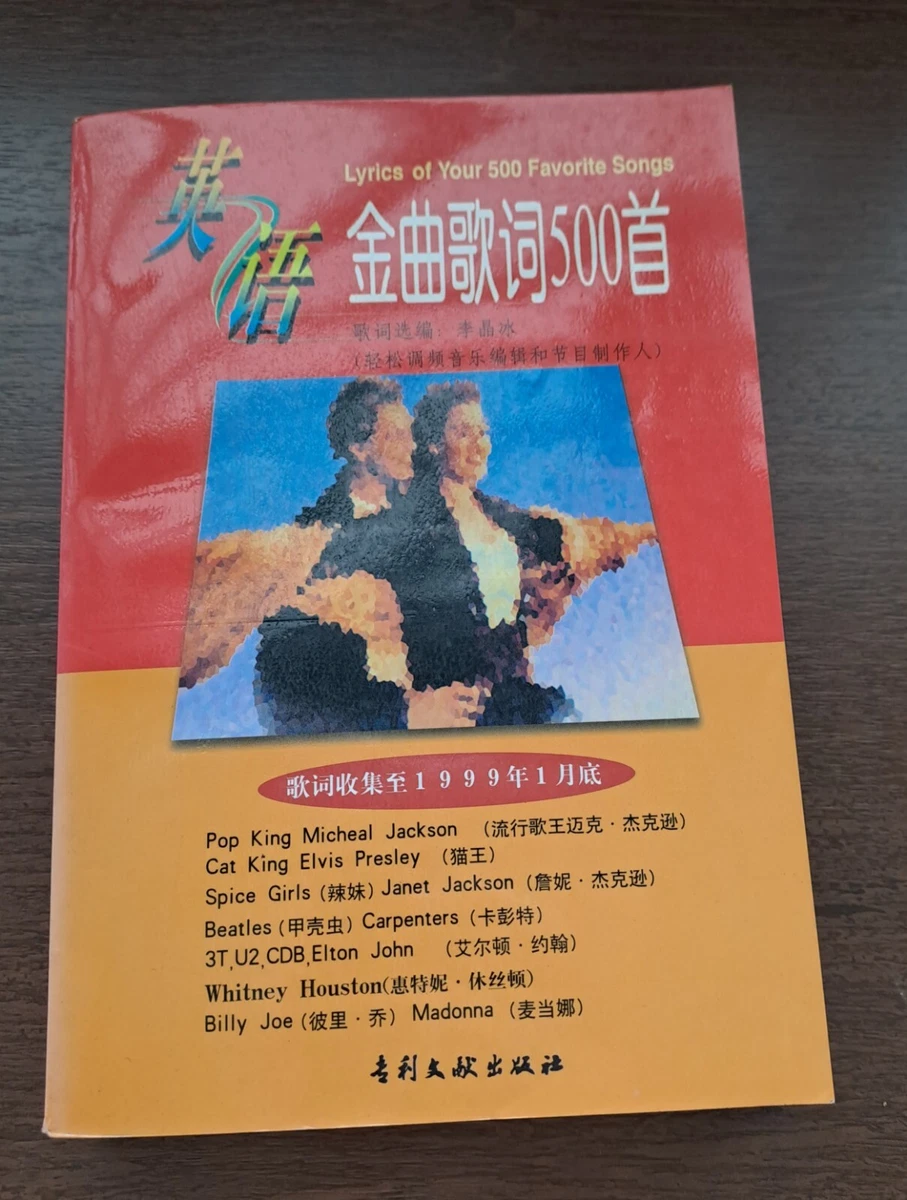 英语
Lyrics of Your 500 Favorite Songs
金曲歌词500首
歌词选编：李晶冰
（轻松调频音乐编辑和节目制作人）
歌词收集至1999年1月底
Pop King Micheal Jackson （流行歌王迈克·杰克逊）
Cat King Elvis Presley （猫王）
Spice Girls（辣妹）Janet Jackson（詹妮·杰克逊）
Beatles（甲壳虫）Carpenters（卡彭特）
3T,U2,CDB,Elton John （艾尔顿·约翰）
Whitney Houston(惠特妮·休丝顿)
Billy Joe（彼里·乔） Madonna （麦当娜）
专利文献出版社